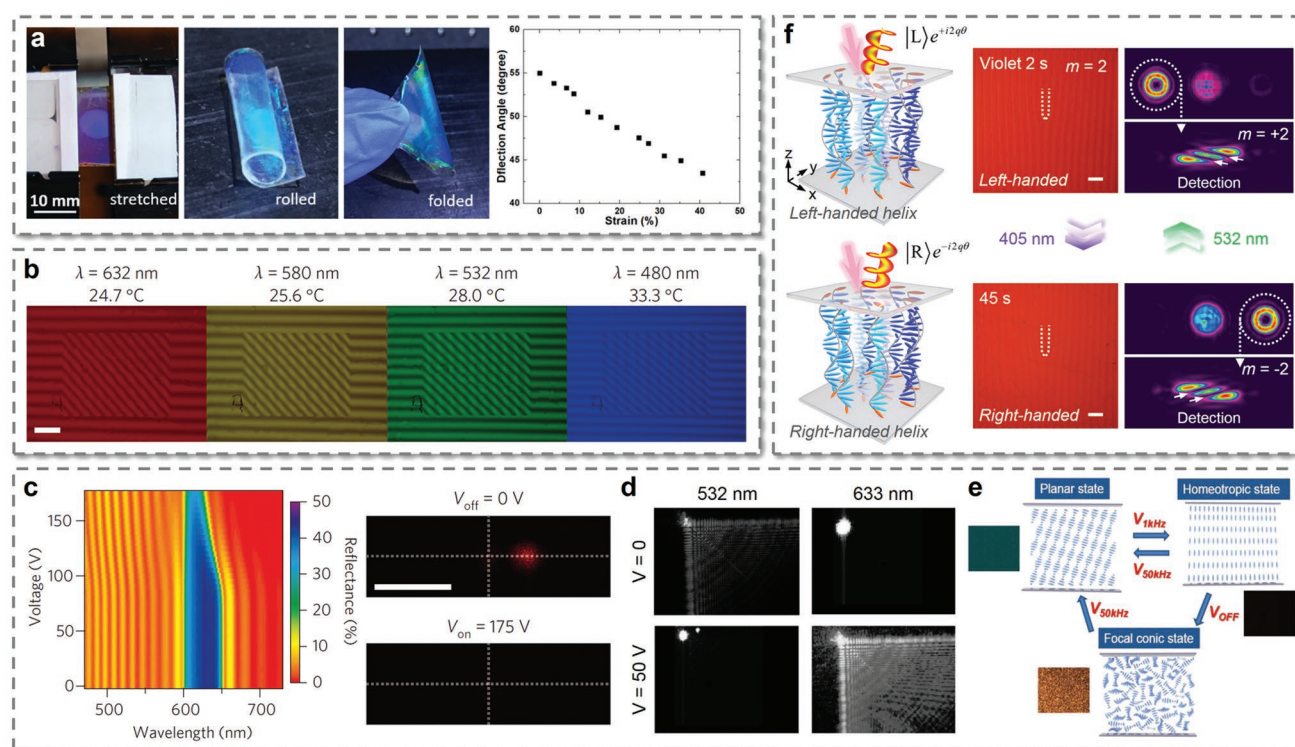 a
10 mm
stretched
rolled
folded
Dflection Angle (degree)
60
55
50
45
40
0 10 20 30 40 50
Strain (%)
b
λ = 632 nm
24.7 °C
λ = 580 nm
25.6 °C
λ = 532 nm
28.0 °C
λ = 480 nm
33.3 °C
c
Voltage (V)
150
100
50
0
500 600 700
Wavelength (nm)
50
40
30
20
10
0
Reflectance (%)
V_off = 0 V
V_on = 175 V
d
532 nm
633 nm
V = 0
V = 50 V
e
Planar state
Homeotropic state
V_1kHz
V_50kHz
V_50kHz
V_OFF
Focal conic state
f
|L⟩e^{+i2qθ}
z
y
x
Left-handed helix
|R⟩e^{-i2qθ}
Right-handed helix
Violet 2 s
m = 2
Left-handed
m = +2
Detection
405 nm
532 nm
45 s
Right-handed
m = -2
Detection